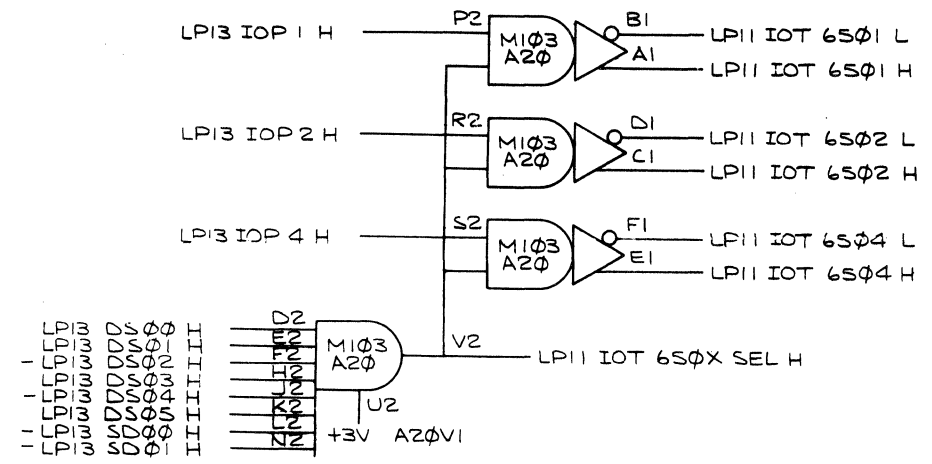 LP13 IOP 1 H P2 M1Ø3 A2Ø B1 LP11 IOT 65Ø1 L
A1 LP11 IOT 65Ø1 H
LP13 IOP 2 H R2 M1Ø3 A2Ø D1 LP11 IOT 65Ø2 L
C1 LP11 IOT 65Ø2 H
LP13 IOP 4 H S2 M1Ø3 A2Ø F1 LP11 IOT 65Ø4 L
E1 LP11 IOT 65Ø4 H
LP13 DSØØ H D2
LP13 DSØ1 H E2
-LP13 DSØ2 H F2
LP13 DSØ3 H H2
-LP13 DSØ4 H J2
LP13 DSØ5 H K2
-LP13 SDØØ H L2
-LP13 SDØ1 H N2
M1Ø3
A2Ø
V2 LP11 IOT 65ØX SEL H
U2
+3V A2ØV1